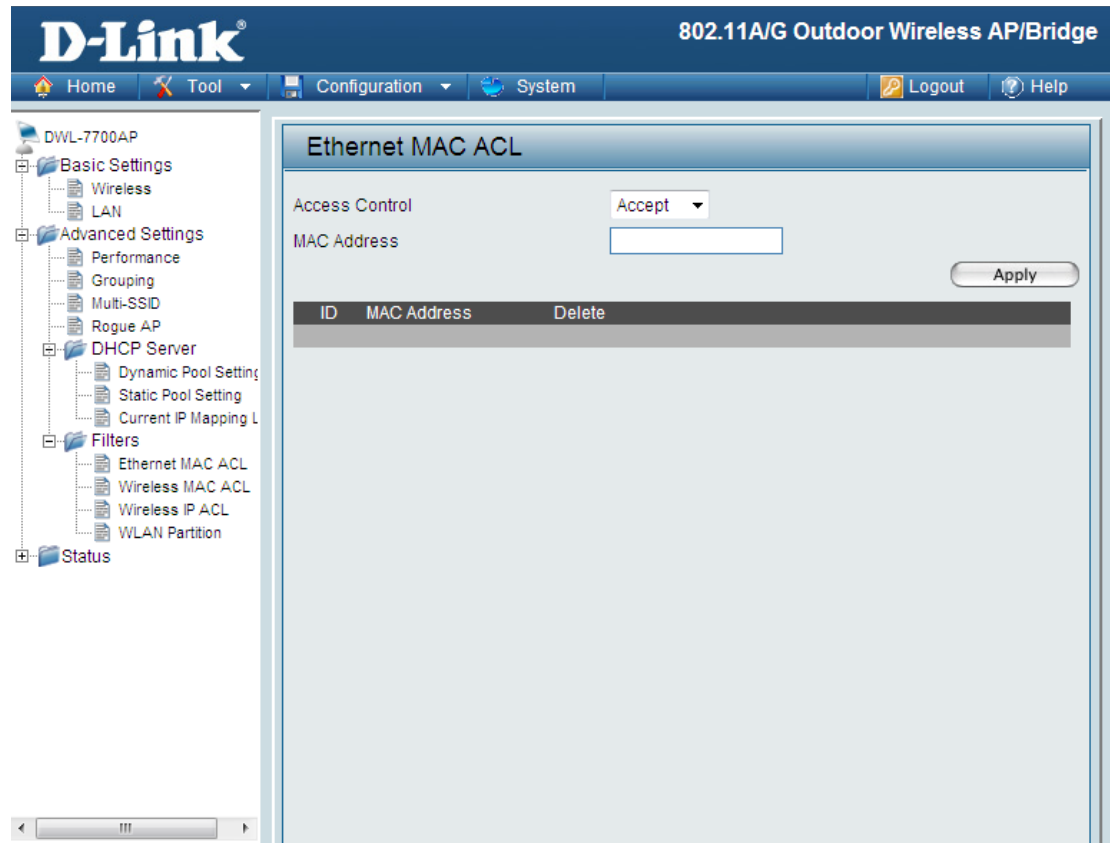 D-Link®
802.11A/G Outdoor Wireless AP/Bridge
Home Tool Configuration System Logout Help
DWL-7700AP
Basic Settings
Wireless
LAN
Advanced Settings
Performance
Grouping
Multi-SSID
Rogue AP
DHCP Server
Dynamic Pool Setting
Static Pool Setting
Current IP Mapping L
Filters
Ethernet MAC ACL
Wireless MAC ACL
Wireless IP ACL
WLAN Partition
Status
Ethernet MAC ACL
Access Control Accept
MAC Address
Apply
ID MAC Address Delete